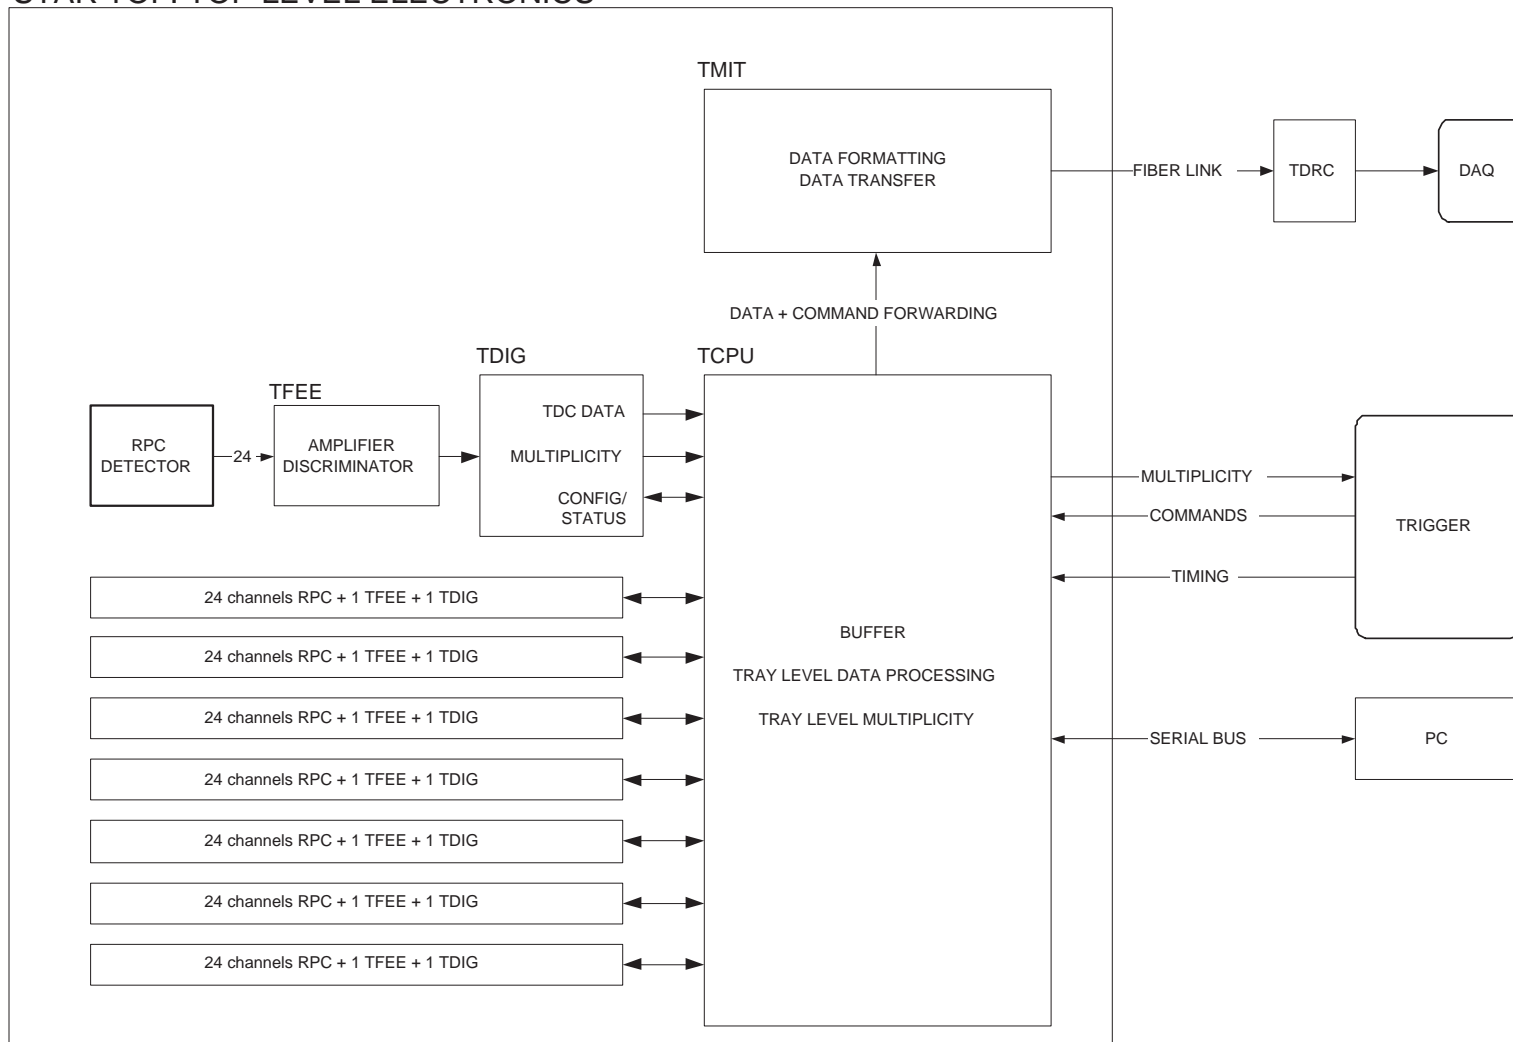 TMIT
DATA FORMATTING
DATA TRANSFER
FIBER LINK
TDRC
DAQ
DATA + COMMAND FORWARDING
TDIG
TCPU
TFEE
RPC
DETECTOR
24
AMPLIFIER
DISCRIMINATOR
TDC DATA
MULTIPLICITY
CONFIG/
STATUS
MULTIPLICITY
COMMANDS
TIMING
TRIGGER
24 channels RPC + 1 TFEE + 1 TDIG
24 channels RPC + 1 TFEE + 1 TDIG
24 channels RPC + 1 TFEE + 1 TDIG
24 channels RPC + 1 TFEE + 1 TDIG
24 channels RPC + 1 TFEE + 1 TDIG
24 channels RPC + 1 TFEE + 1 TDIG
24 channels RPC + 1 TFEE + 1 TDIG
BUFFER
TRAY LEVEL DATA PROCESSING
TRAY LEVEL MULTIPLICITY
SERIAL BUS
PC